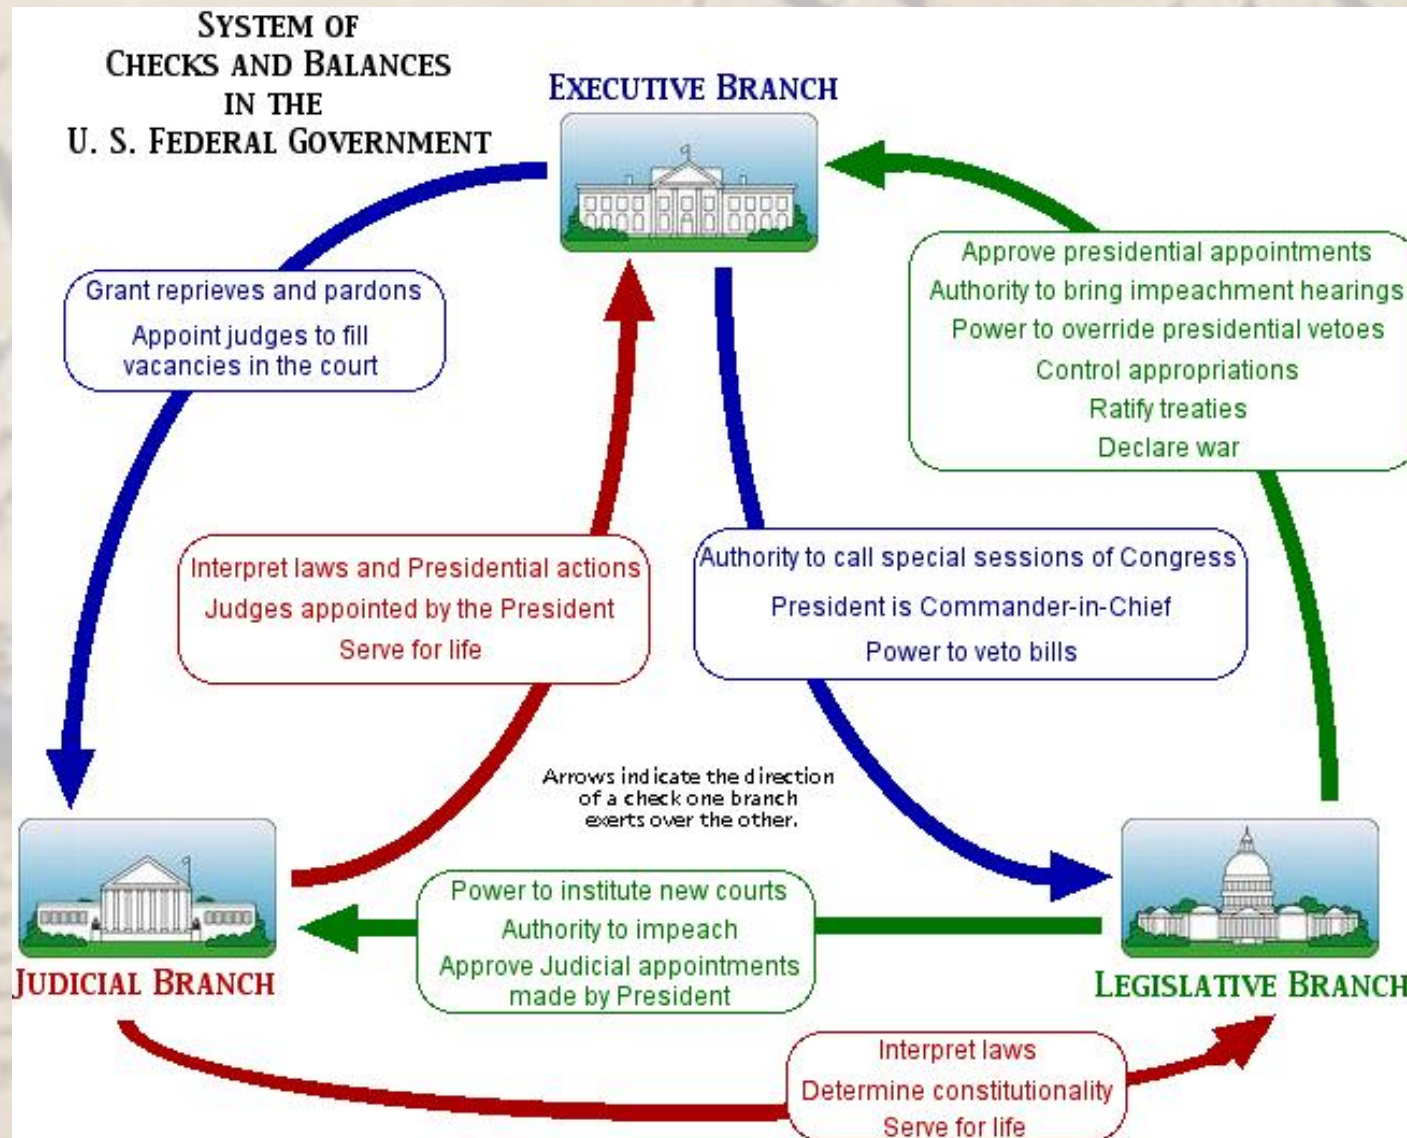 SYSTEM OF
CHECKS AND BALANCES
IN THE
U. S. FEDERAL GOVERNMENT
EXECUTIVE BRANCH
Grant reprieves and pardons
Appoint judges to fill
vacancies in the court
Approve presidential appointments
Authority to bring impeachment hearings
Power to override presidential vetoes
Control appropriations
Ratify treaties
Declare war
Interpret laws and Presidential actions
Judges appointed by the President
Serve for life
Authority to call special sessions of Congress
President is Commander-in-Chief
Power to veto bills
Arrows indicate the direction
of a check one branch
exerts over the other.
JUDICIAL BRANCH
Power to institute new courts
Authority to impeach
Approve Judicial appointments
made by President
LEGISLATIVE BRANCH
Interpret laws
Determine constitutionality
Serve for life